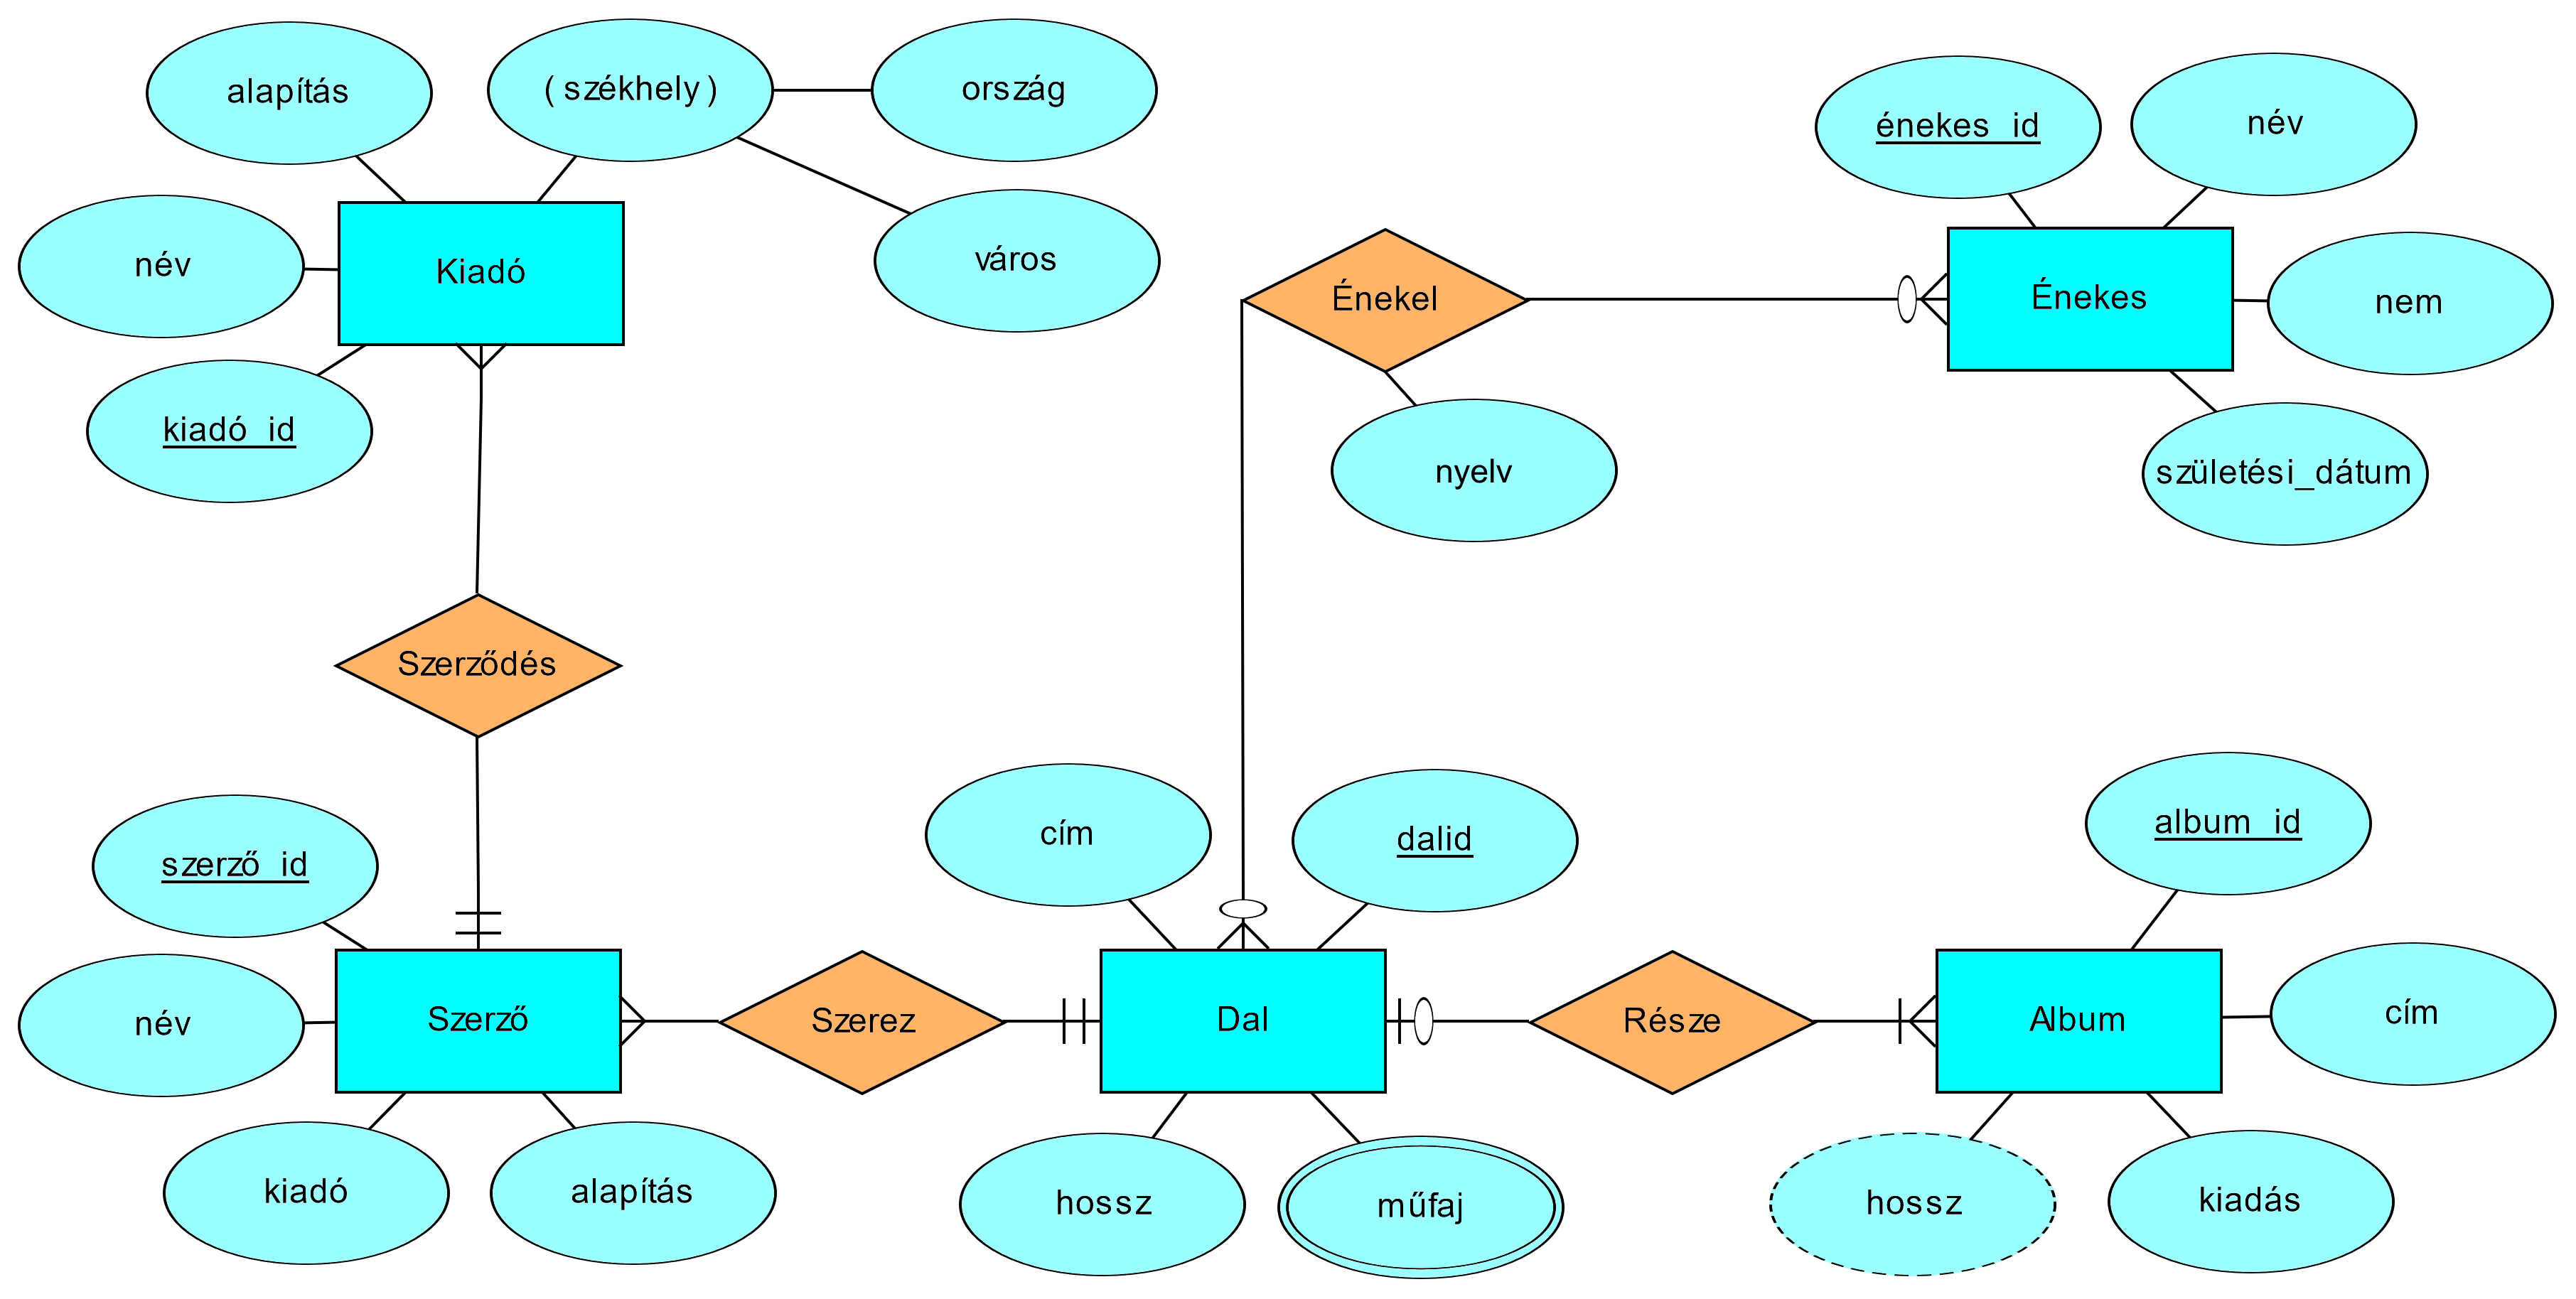 alapítás
(székhely)
ország
név
Kiadó
város
kiadó_id
énekes_id
név
Énekel
Énekes
nem
nyelv
születési_dátum
Szerződés
szerző_id
név
Szerző
kiadó
alapítás
Szerez
cím
dalid
Dal
hossz
műfaj
Része
album_id
Album
cím
hossz
kiadás